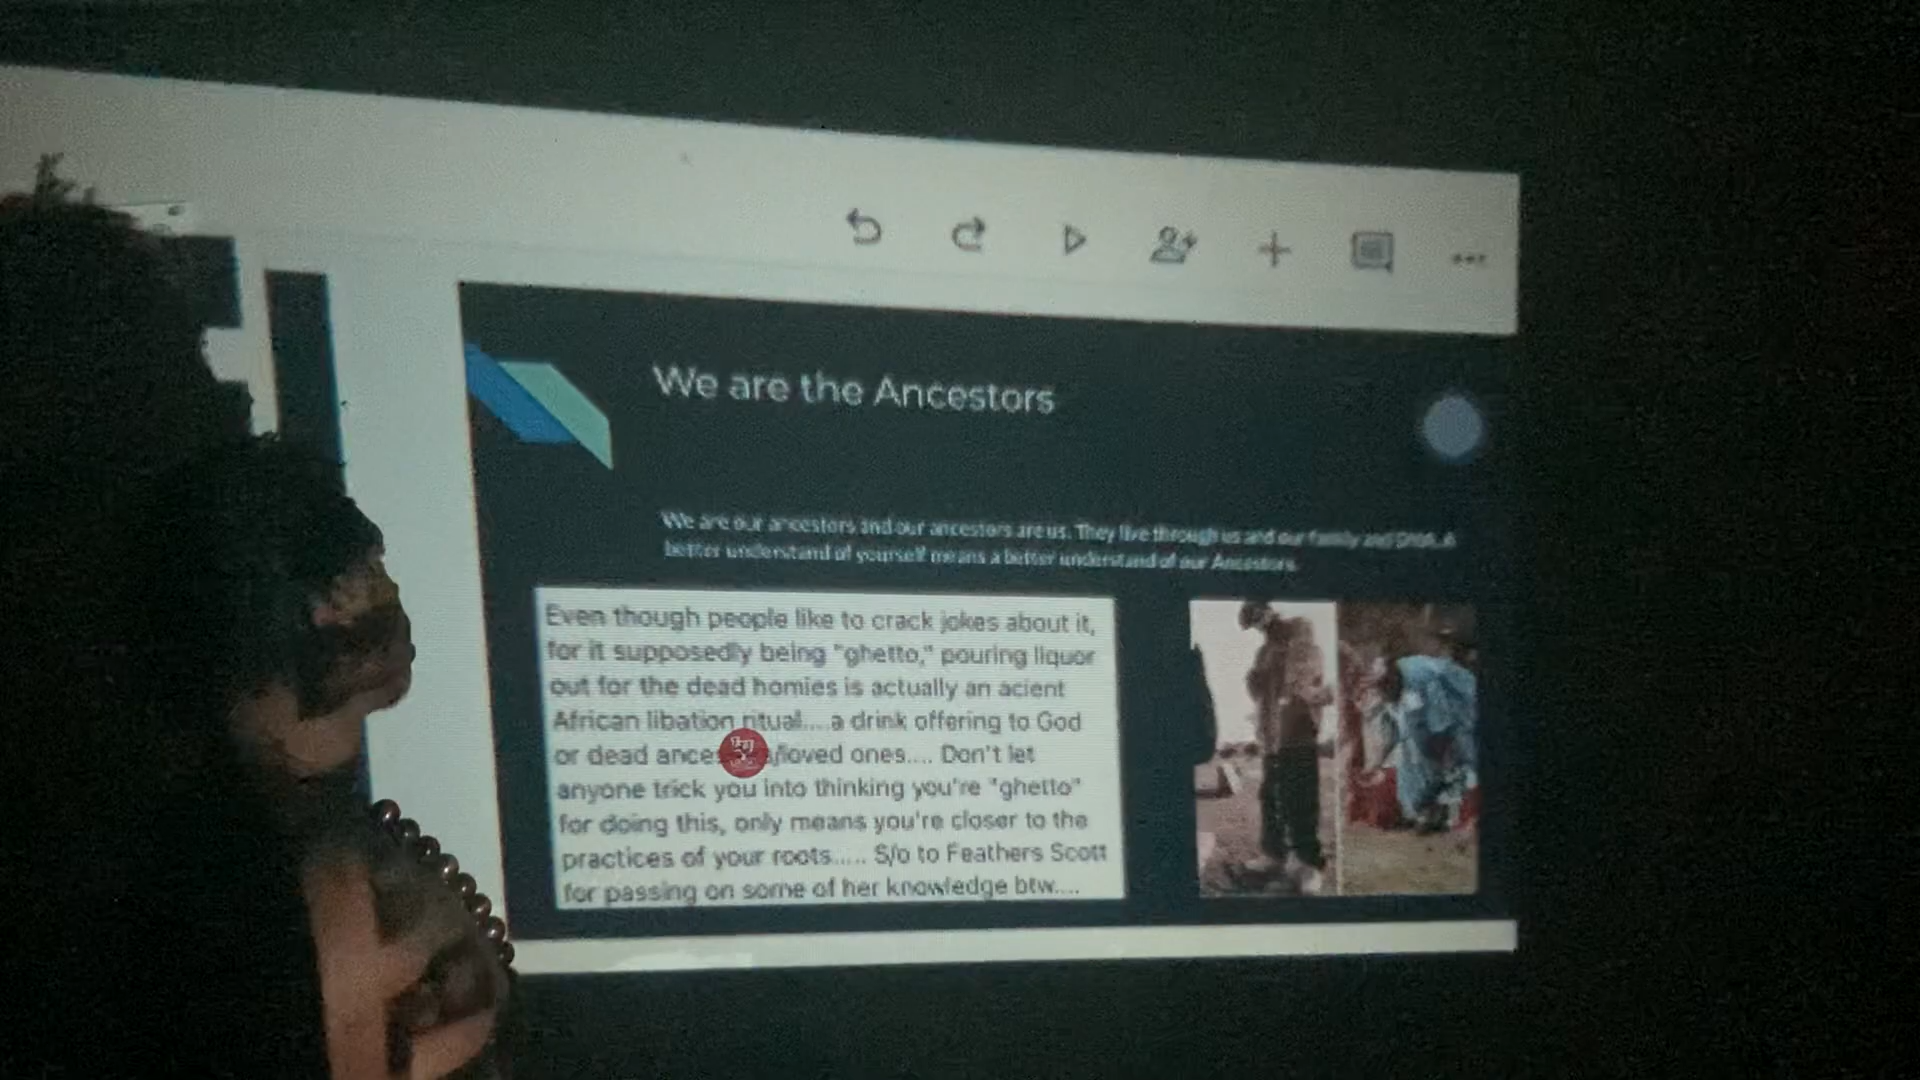 We are the Ancestors
We are our ancestors and our ancestors are us. They live through us and our family and DNA. A
better understand of yourself means a better understand of our Ancestors.
Even though people like to crack jokes about it,
for it supposedly being "ghetto," pouring liquor
out for the dead homies is actually an acient
African libation ritual.... a drink offering to God
or dead ances /loved ones.... Don't let
anyone trick you into thinking you're "ghetto"
for doing this, only means you're closer to the
practices of your roots..... S/o to Feathers Scott
for passing on some of her knowledge btw....